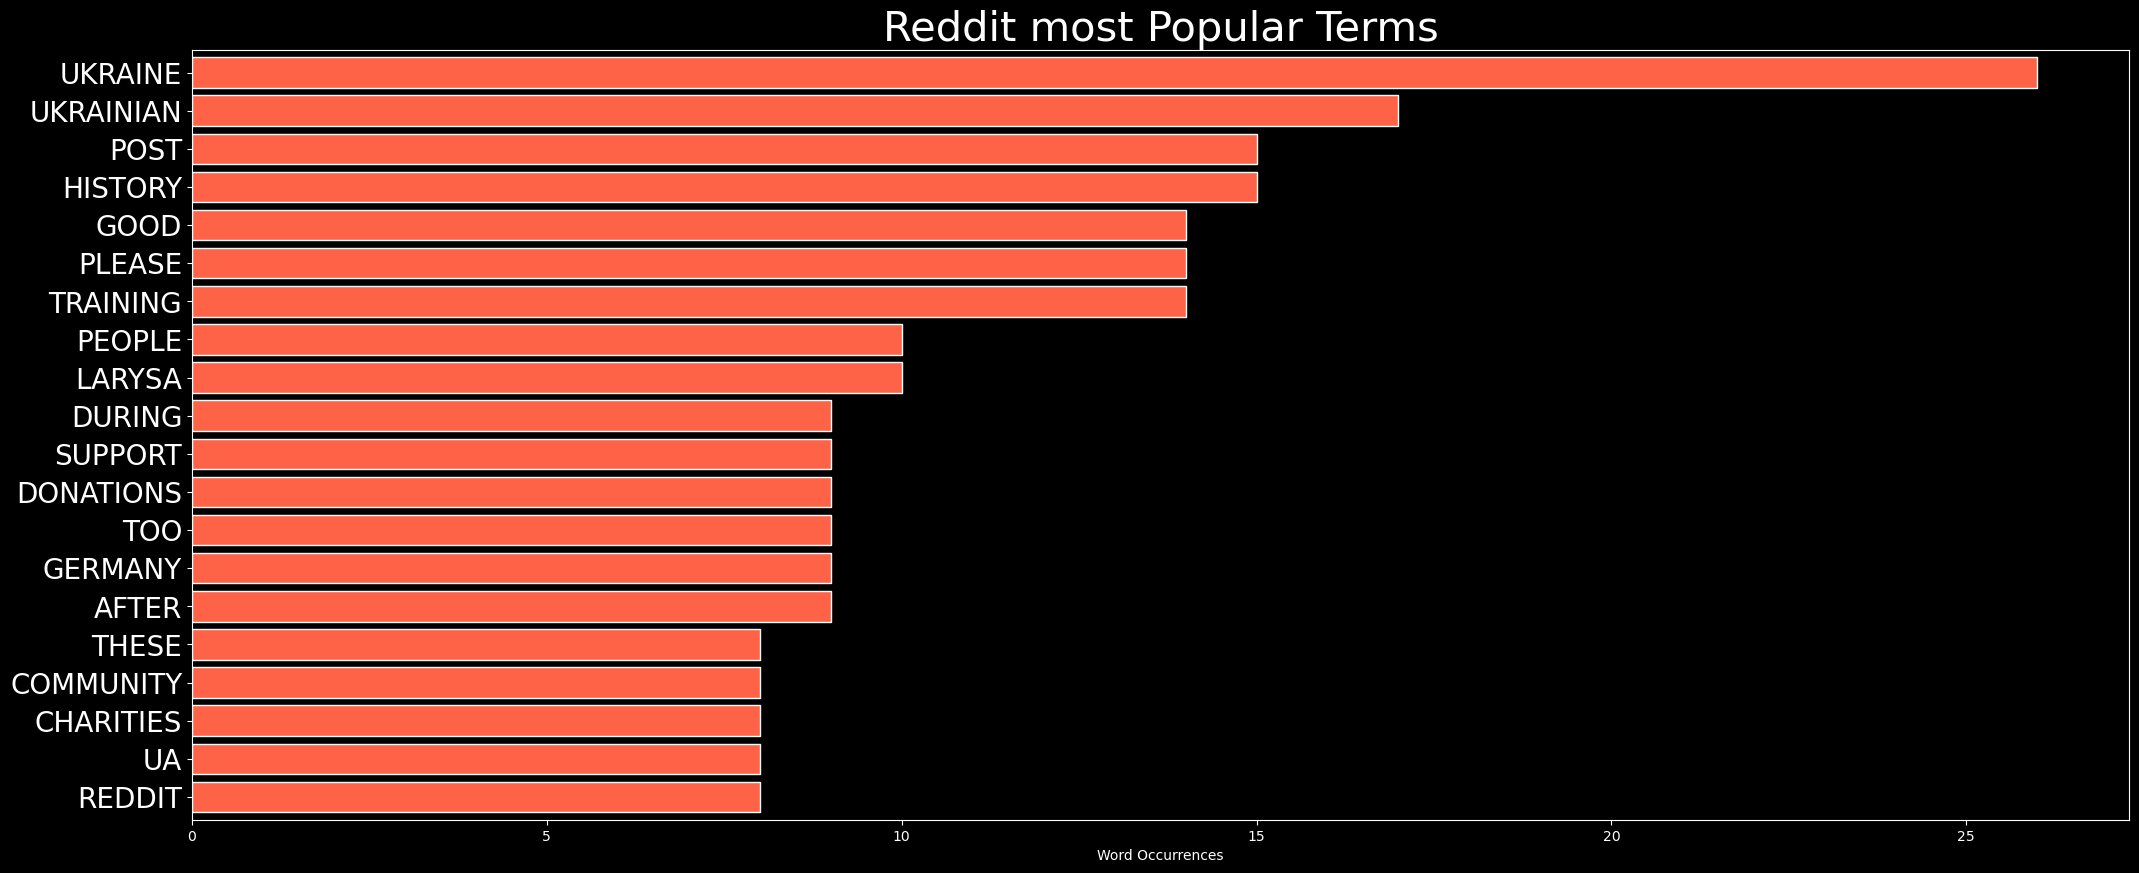 Reddit most Popular Terms
UKRAINE
UKRAINIAN
POST
HISTORY
GOOD
PLEASE
TRAINING
PEOPLE
LARYSA
DURING
SUPPORT
DONATIONS
TOO
GERMANY
AFTER
THESE
COMMUNITY
CHARITIES
UA
REDDIT
0 5 10 15 20 25
Word Occurrences